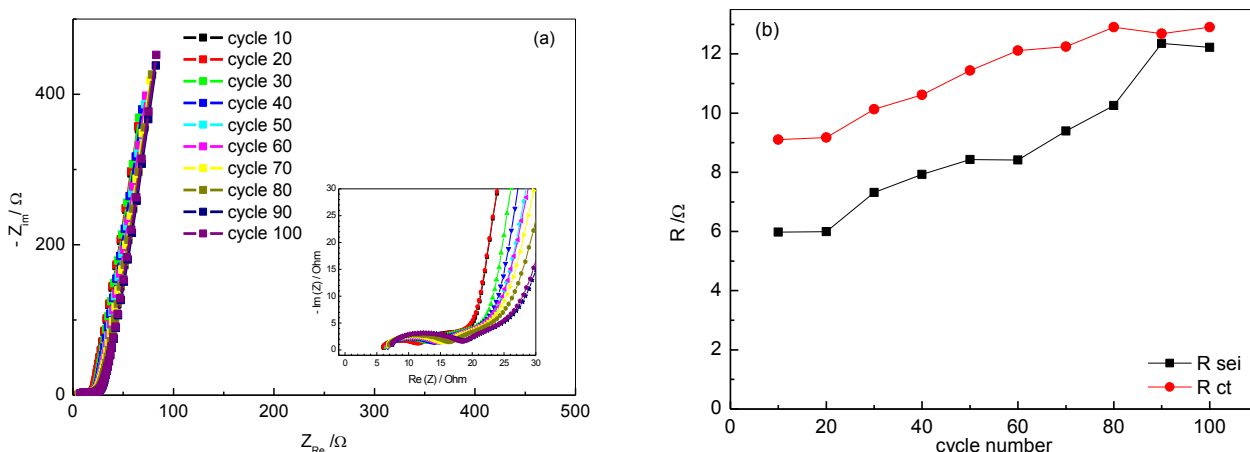 (a)
cycle 10
cycle 20
cycle 30
cycle 40
cycle 50
cycle 60
cycle 70
cycle 80
cycle 90
cycle 100
400
200
0
- Z_im / Ω
0 100 200 300 400 500
Z_Re /Ω
30
25
20
15
10
5
0
- Im (Z) / Ohm
0 5 10 15 20 25 30
Re (Z) / Ohm
(b)
12
10
8
6
4
2
0
R /Ω
R sei
R ct
0 20 40 60 80 100
cycle number